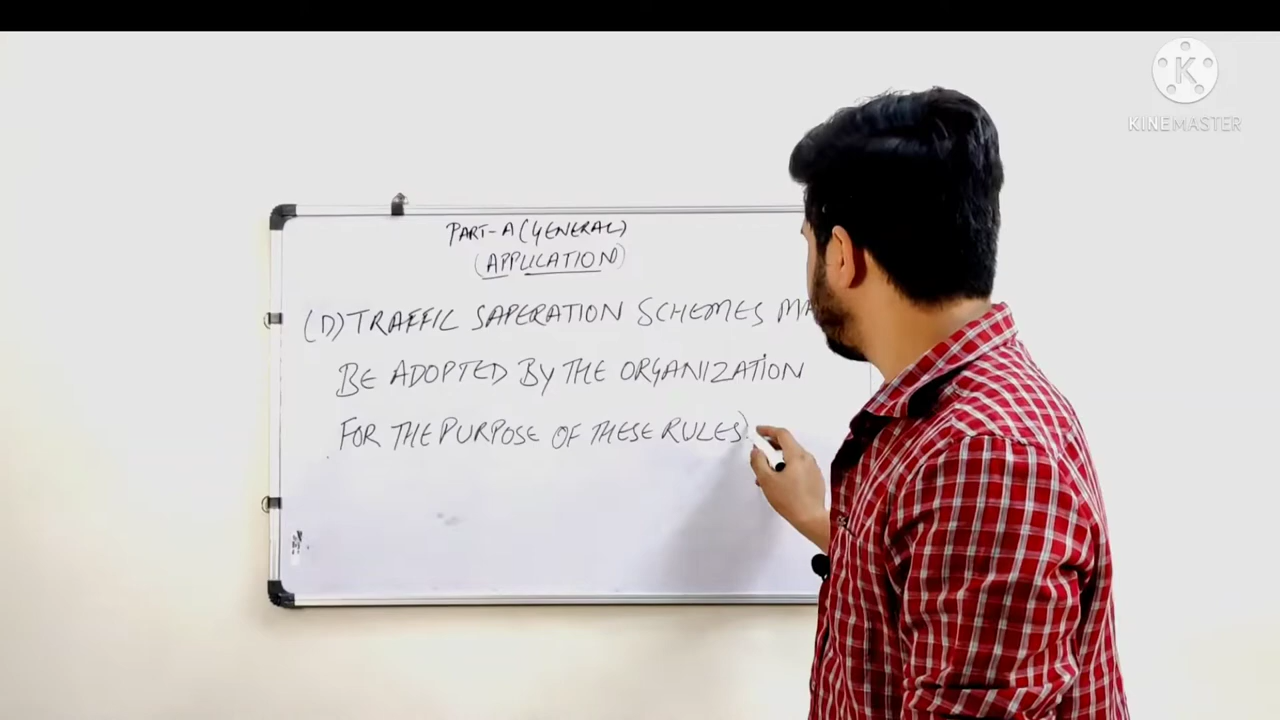 PART-A (GENERAL)
(APPLICATION)
(D) TRAFFIC SAPERATION SCHEMES
BE ADOPTED BY THE ORGANIZATION
FOR THE PURPOSE OF THESE RULES)
KINEMASTER